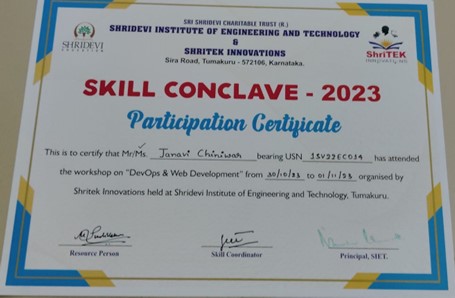 SRI SHRIDEVI CHARITABLE TRUST (R.)
SHRIDEVI INSTITUTE OF ENGINEERING AND TECHNOLOGY
&
SHRITEK INNOVATIONS
Sira Road, Tumakuru - 572106, Karnataka.
SHRIDEVI
ShriTEK
SKILL CONCLAVE - 2023
Participation Certificate
This is to certify that Mr/Ms. Janavi Chiniwar bearing USN 1SV22EC034 has attended
the workshop on "DevOps & Web Development" from 30/10/23 to 01/11/23 organised by
Shritek Innovations held at Shridevi Institute of Engineering and Technology, Tumakuru.
Resource Person
Skill Coordinator
Principal, SIET.